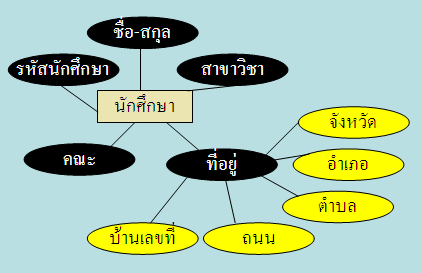 ชื่อ-สกุล
รหัสนักศึกษา
สาขาวิชา
นักศึกษา
จังหวัด
คณะ
ที่อยู่
อำเภอ
ตำบล
บ้านเลขที่
ถนน